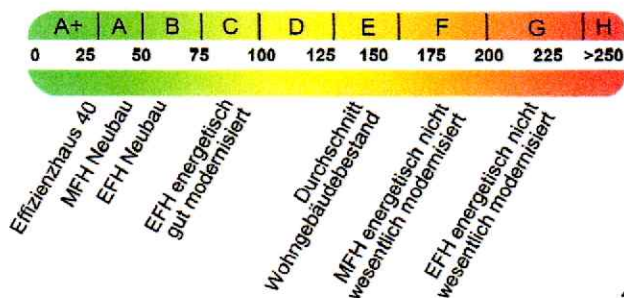 A+ A B C D E F G H
0 25 50 75 100 125 150 175 200 225 >250
Effizienzhaus 40
MFH Neubau
EFH Neubau
EFH energetisch
gut modernisiert
Durchschnitt
Wohngebäudebestand
MFH energetisch nicht
wesentlich modernisiert
EFH energetisch nicht
wesentlich modernisiert